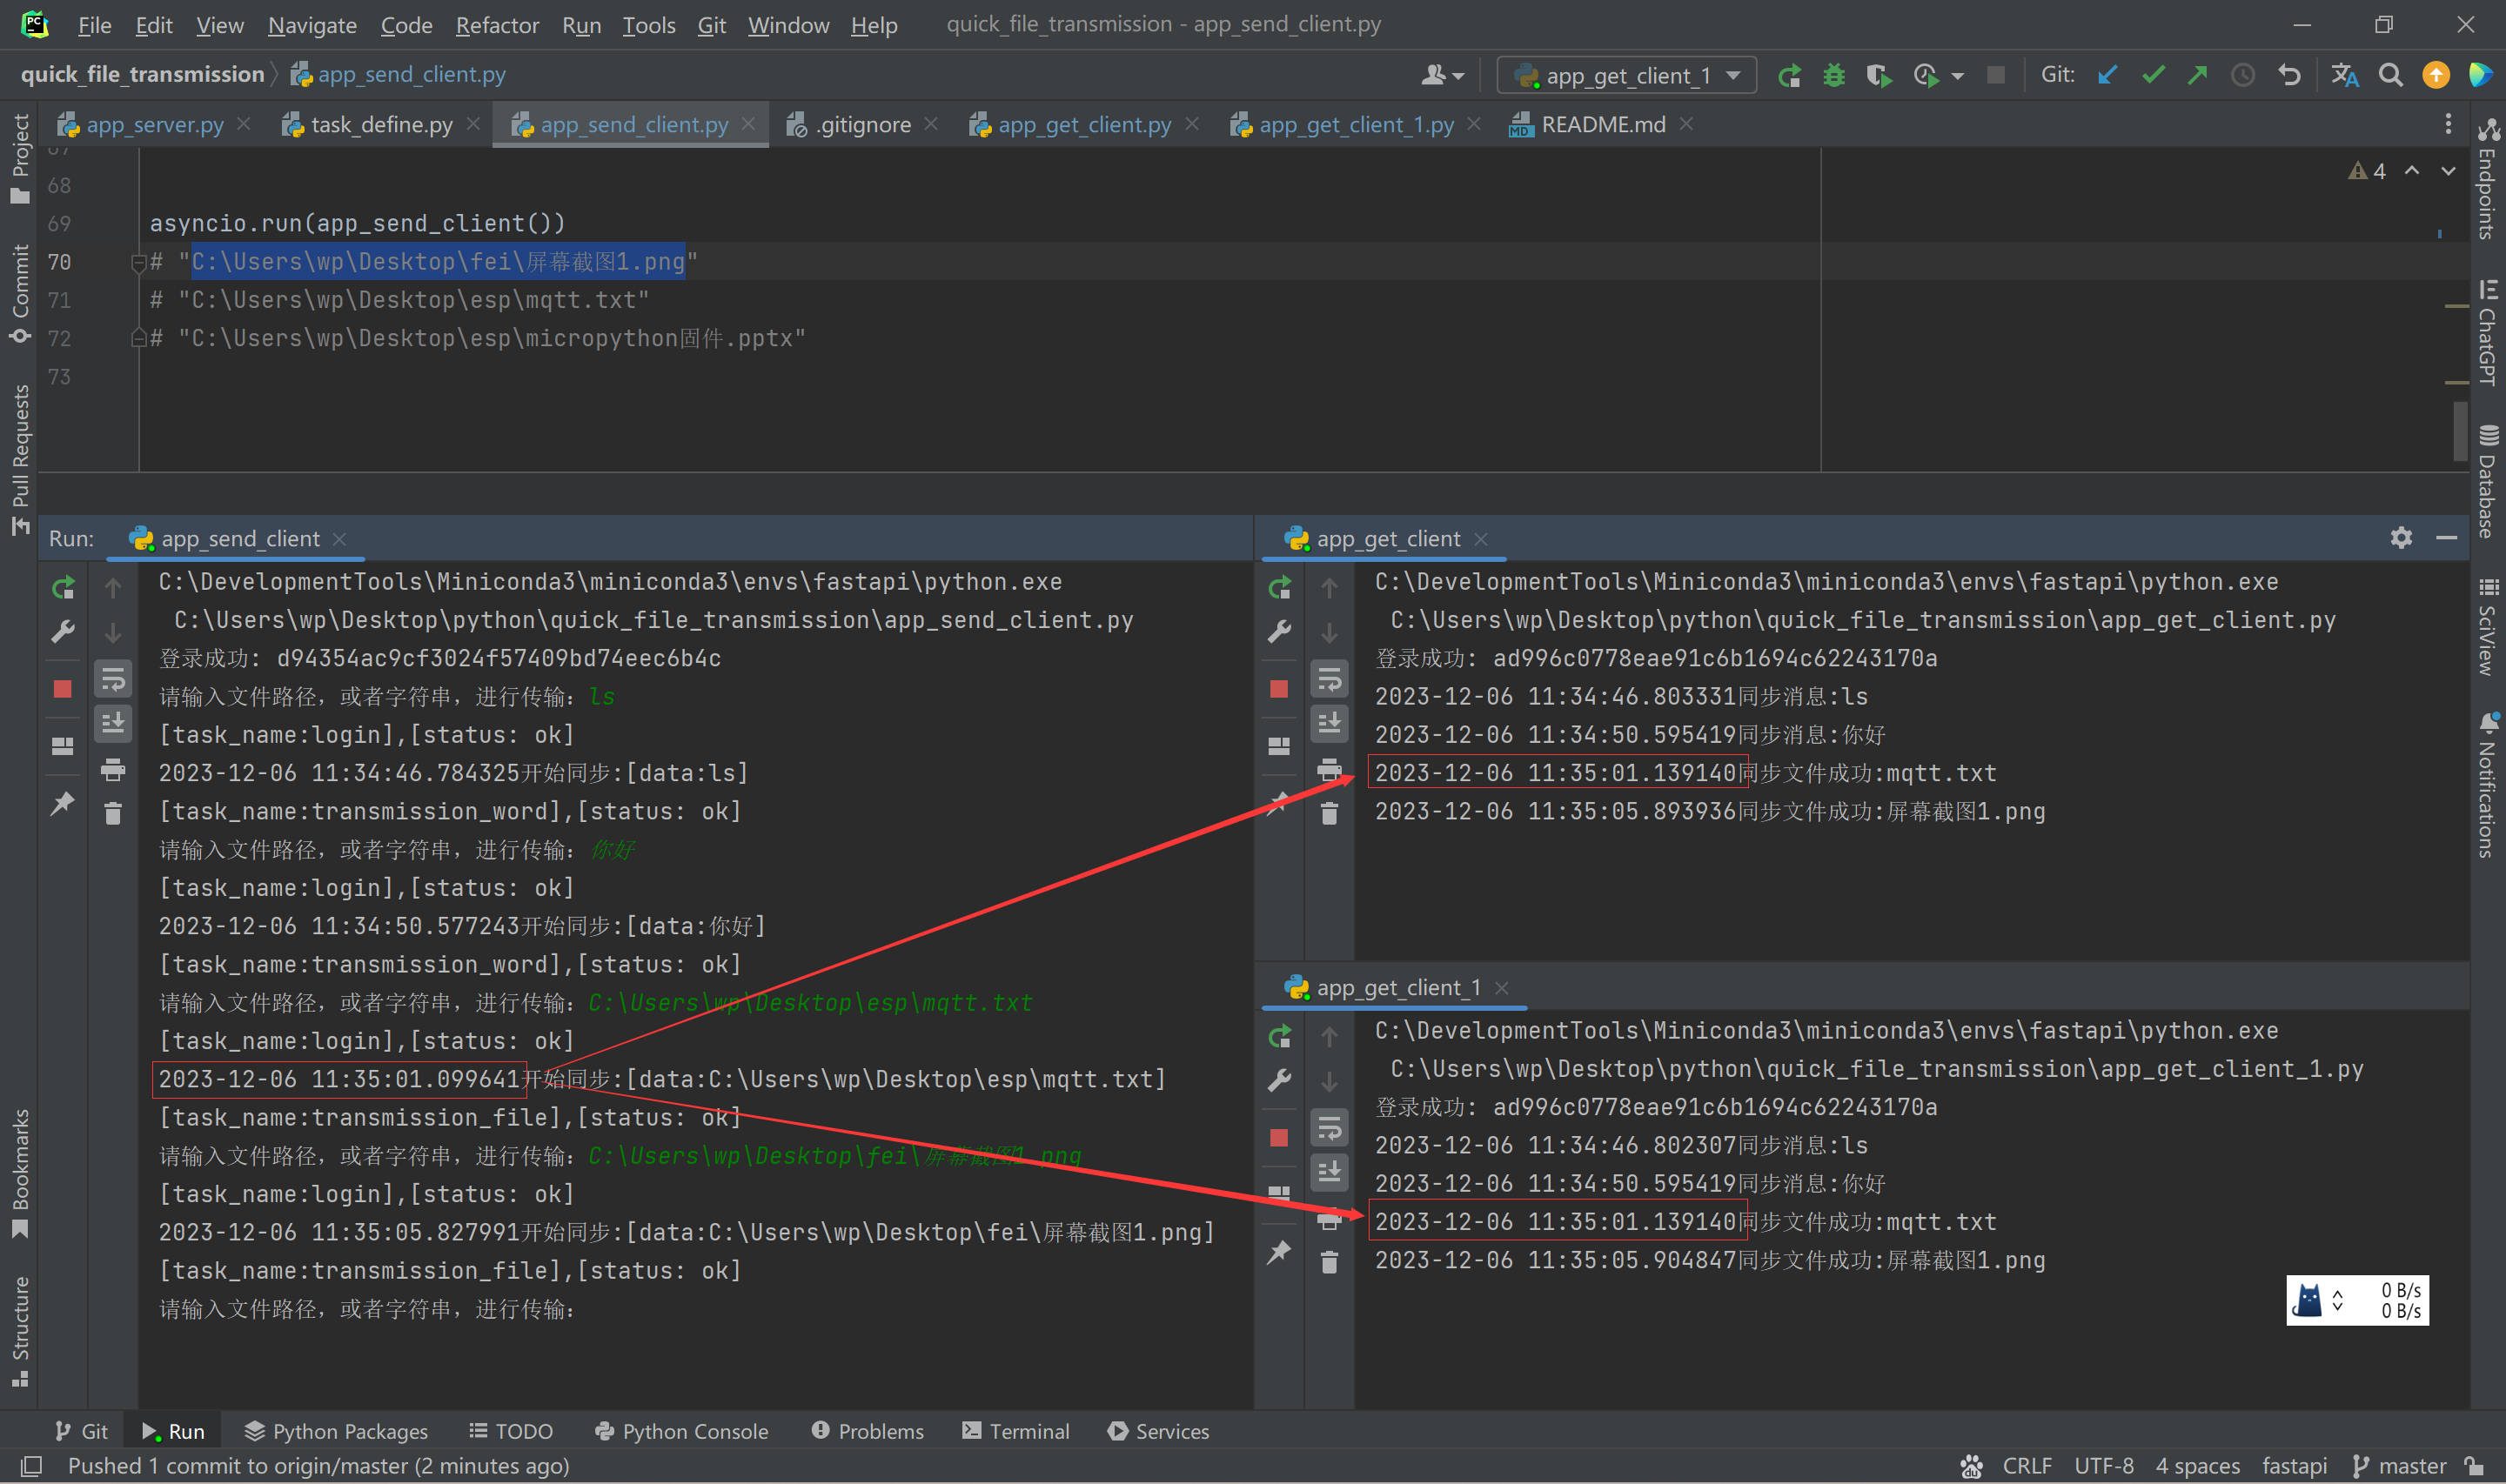 File Edit View Navigate Code Refactor Run Tools Git Window Help quick_file_transmission - app_send_client.py
quick_file_transmission app_send_client.py app_get_client_1 Git:
app_server.py task_define.py app_send_client.py .gitignore app_get_client.py app_get_client_1.py README.md
Project
Commit
Pull Requests
Bookmarks
Structure
67
68
69 asyncio.run(app_send_client())
70 # "C:\Users\wp\Desktop\fei\屏幕截图1.png"
71 # "C:\Users\wp\Desktop\esp\mqtt.txt"
72 # "C:\Users\wp\Desktop\esp\micropython固件.pptx"
73
4
Endpoints
ChatGPT
Database
SciView
Notifications
Run: app_send_client
C:\DevelopmentTools\Miniconda3\miniconda3\envs\fastapi\python.exe
C:\Users\wp\Desktop\python\quick_file_transmission\app_send_client.py
登录成功: d94354ac9cf3024f57409bd74eec6b4c
请输入文件路径，或者字符串，进行传输：ls
[task_name:login],[status: ok]
2023-12-06 11:34:46.784325开始同步:[data:ls]
[task_name:transmission_word],[status: ok]
请输入文件路径，或者字符串，进行传输：你好
[task_name:login],[status: ok]
2023-12-06 11:34:50.577243开始同步:[data:你好]
[task_name:transmission_word],[status: ok]
请输入文件路径，或者字符串，进行传输：C:\Users\wp\Desktop\esp\mqtt.txt
[task_name:login],[status: ok]
2023-12-06 11:35:01.099641开始同步:[data:C:\Users\wp\Desktop\esp\mqtt.txt]
[task_name:transmission_file],[status: ok]
请输入文件路径，或者字符串，进行传输：C:\Users\wp\Desktop\fei\屏幕截图1.png
[task_name:login],[status: ok]
2023-12-06 11:35:05.827991开始同步:[data:C:\Users\wp\Desktop\fei\屏幕截图1.png]
[task_name:transmission_file],[status: ok]
请输入文件路径，或者字符串，进行传输：
app_get_client
C:\DevelopmentTools\Miniconda3\miniconda3\envs\fastapi\python.exe
C:\Users\wp\Desktop\python\quick_file_transmission\app_get_client.py
登录成功: ad996c0778eae91c6b1694c62243170a
2023-12-06 11:34:46.803331同步消息:ls
2023-12-06 11:34:50.595419同步消息:你好
2023-12-06 11:35:01.139140同步文件成功:mqtt.txt
2023-12-06 11:35:05.893936同步文件成功:屏幕截图1.png
app_get_client_1
C:\DevelopmentTools\Miniconda3\miniconda3\envs\fastapi\python.exe
C:\Users\wp\Desktop\python\quick_file_transmission\app_get_client_1.py
登录成功: ad996c0778eae91c6b1694c62243170a
2023-12-06 11:34:46.802307同步消息:ls
2023-12-06 11:34:50.595419同步消息:你好
2023-12-06 11:35:01.139140同步文件成功:mqtt.txt
2023-12-06 11:35:05.904847同步文件成功:屏幕截图1.png
0 B/s
0 B/s
Git Run Python Packages TODO Python Console Problems Terminal Services
Pushed 1 commit to origin/master (2 minutes ago) CRLF UTF-8 4 spaces fastapi master